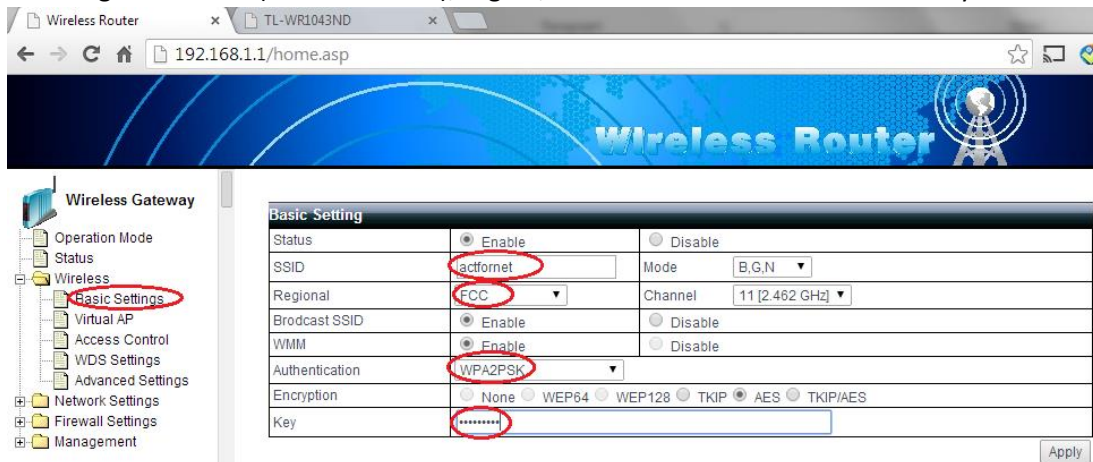 Wireless Router
TL-WR1043ND
192.168.1.1/home.asp
Wireless Router
Wireless Gateway
Operation Mode
Status
Wireless
Basic Settings
Virtual AP
Access Control
WDS Settings
Advanced Settings
Network Settings
Firewall Settings
Management
Basic Setting
Status Enable Disable
SSID actfornet Mode B,G,N
Regional FCC Channel 11 [2.462 GHz]
Brodcast SSID Enable Disable
WMM Enable Disable
Authentication WPA2PSK
Encryption None WEP64 WEP128 TKIP AES TKIP/AES
Key •••••••••
Apply